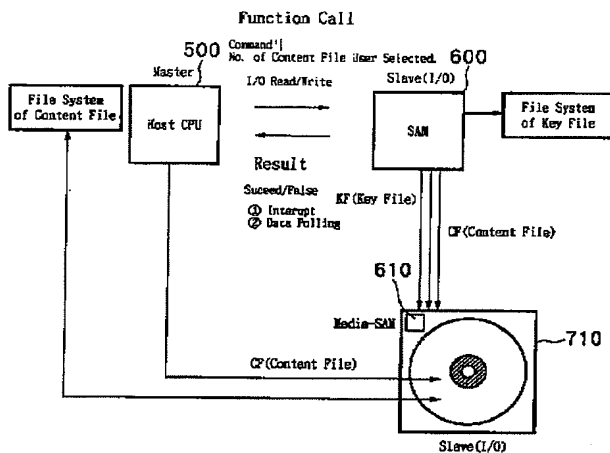 Function Call
Command'|
No. of Content File User Selected.
500
600
Master
I/O Read/Write
Slave(I/O)
File System
of Content File
Host CPU
SAM
File System
of Key File
Result
Suceed/False
① Interupt
② Data Polling
KF(Key File)
CF(Content File)
610
Media-SAM
710
CF(Content File)
Slave(I/O)